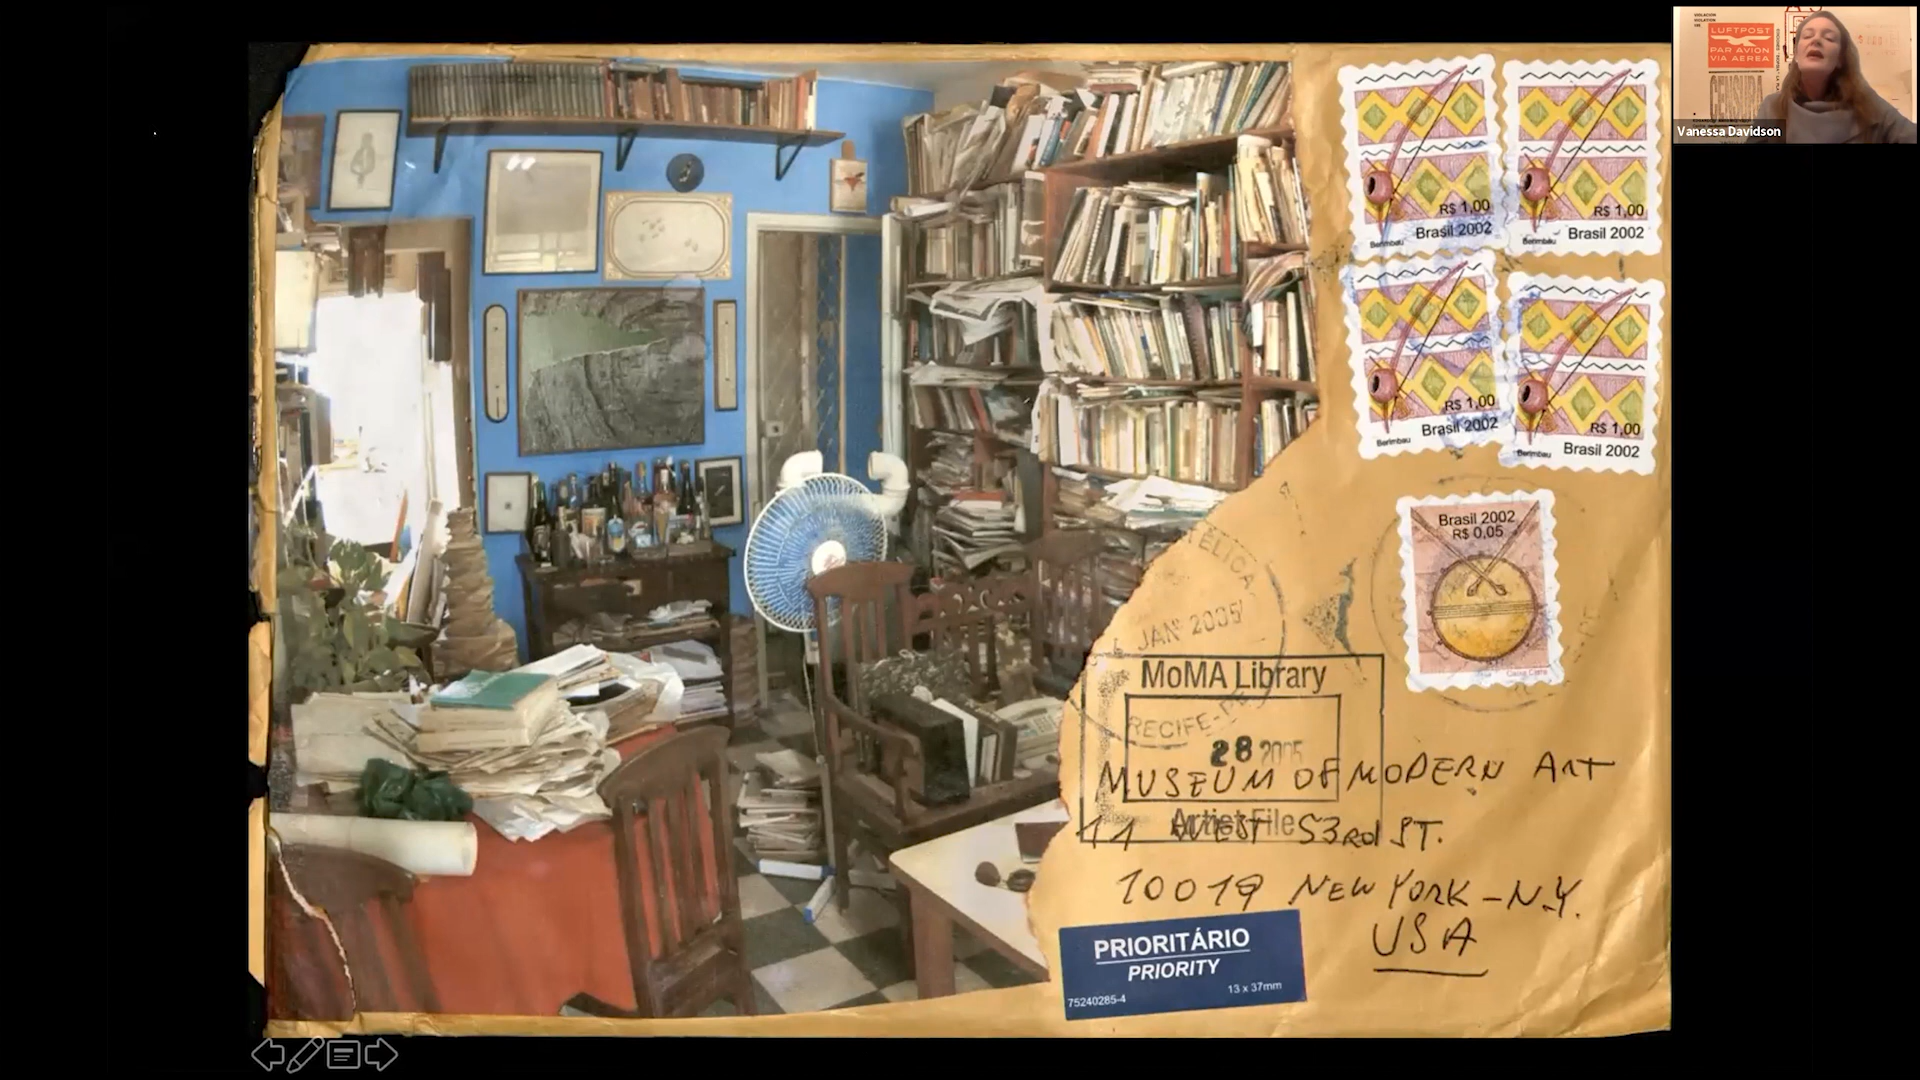 R$ 1,00
Brasil 2002
Berimbau
R$ 1,00
Brasil 2002
Berimbau
R$ 1,00
Brasil 2002
Berimbau
R$ 1,00
Brasil 2002
Berimbau
Brasil 2002
R$ 0,05
JAN 2005
RECIFE-PE
MoMA Library
28 2005
Artist File
MUSEUM OF MODERN ART
11 WEST 53RD ST.
10019 NEW YORK - N.Y.
USA
PRIORITÁRIO
PRIORITY
75240285-4
13 x 37mm
LUFTPOST
PAR AVION
VIA AEREA
Vanessa Davidson